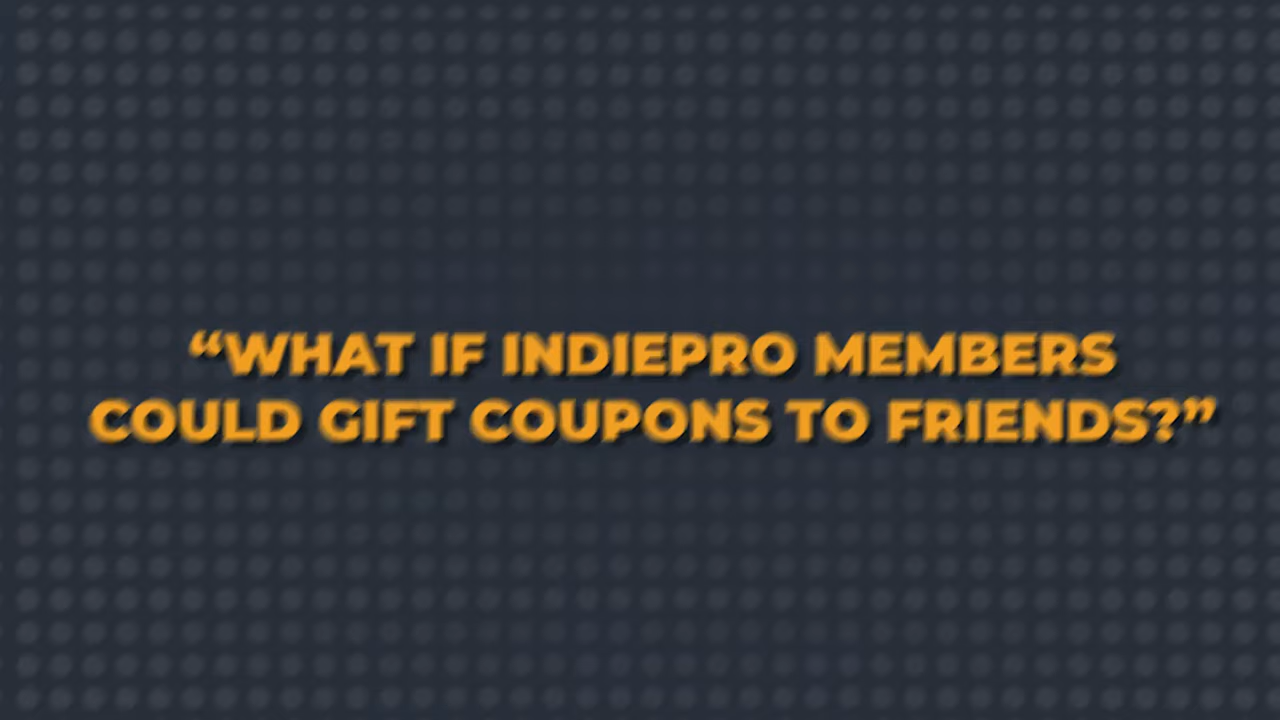 “WHAT IF INDIEPRO MEMBERS
COULD GIFT COUPONS TO FRIENDS?”